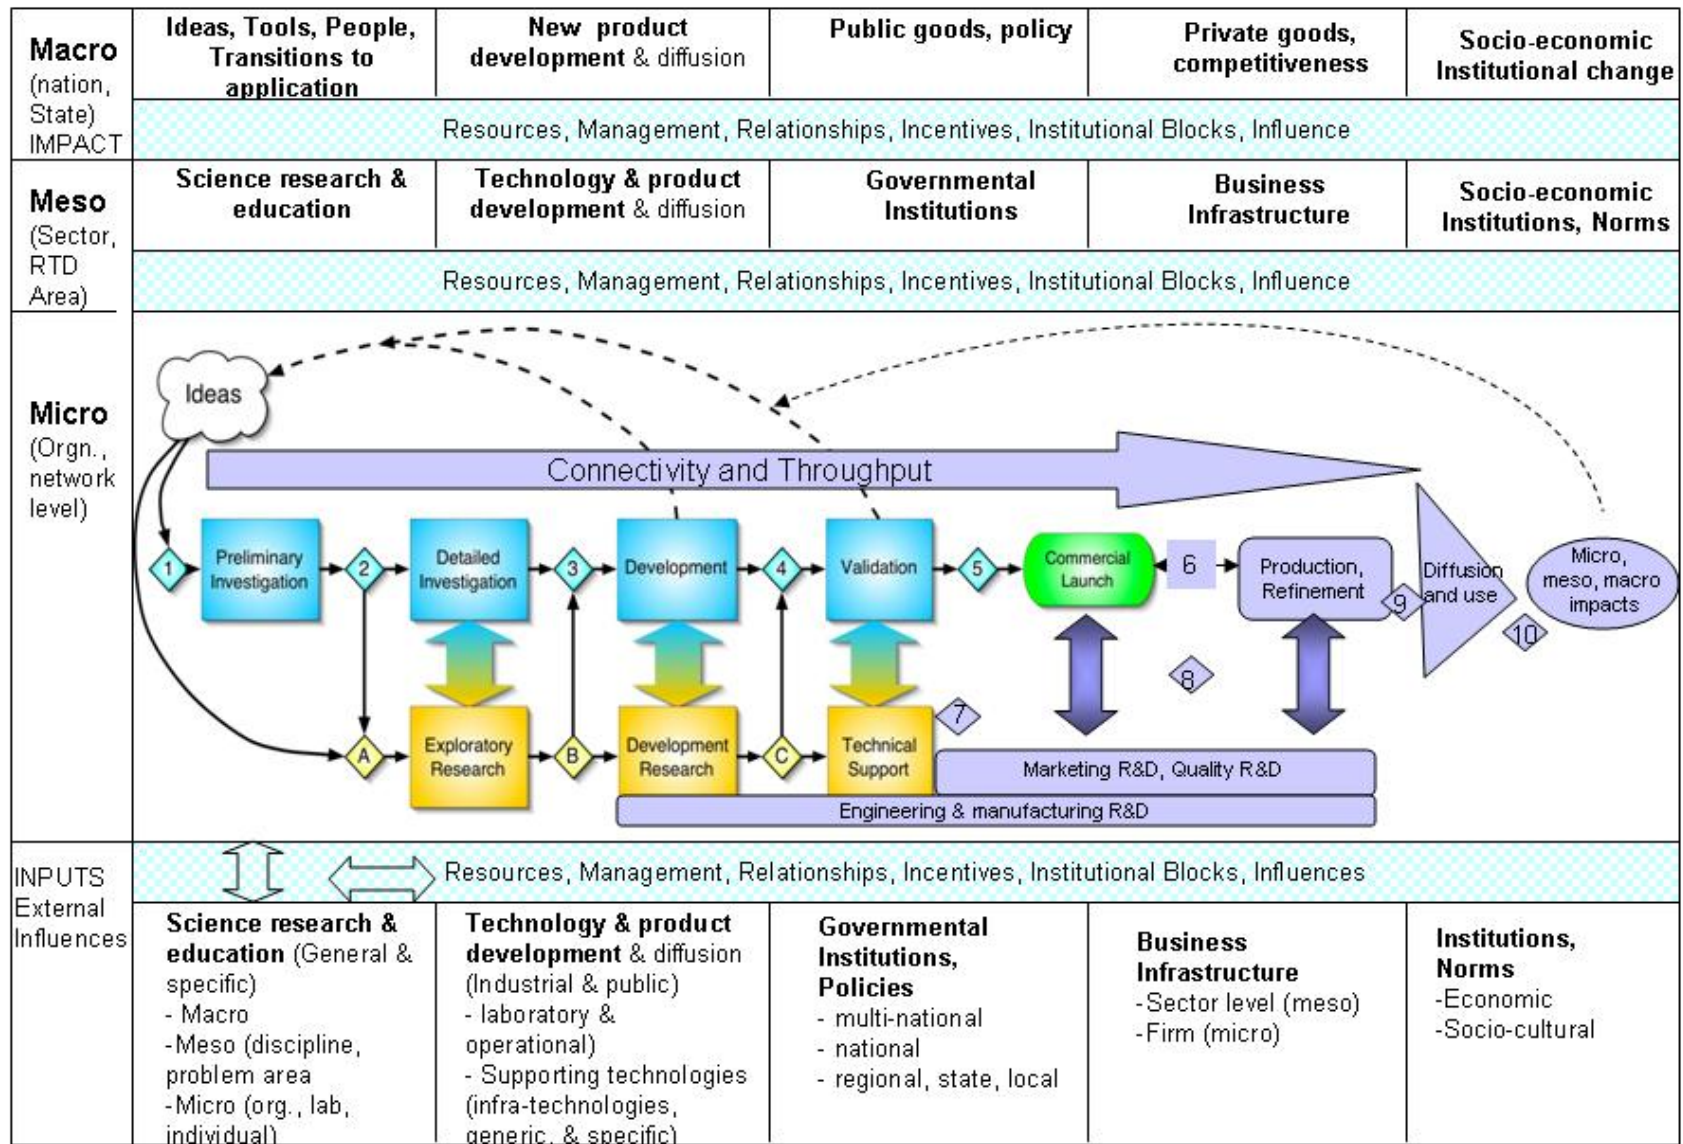 Macro
(nation,
State)
IMPACT
Ideas, Tools, People,
Transitions to
application
New product
development & diffusion
Public goods, policy
Private goods,
competitiveness
Socio-economic
Institutional change
Resources, Management, Relationships, Incentives, Institutional Blocks, Influence
Meso
(Sector,
RTD
Area)
Science research &
education
Technology & product
development & diffusion
Governmental
Institutions
Business
Infrastructure
Socio-economic
Institutions, Norms
Resources, Management, Relationships, Incentives, Institutional Blocks, Influence
Micro
(Orgn.,
network
level)
Ideas
Connectivity and Throughput
1
Preliminary
Investigation
2
Detailed
Investigation
3
Development
4
Validation
5
Commercial
Launch
6
Production,
Refinement
9
Diffusion
and use
10
Micro,
meso, macro
impacts
8
7
A
Exploratory
Research
B
Development
Research
C
Technical
Support
Marketing R&D, Quality R&D
Engineering & manufacturing R&D
INPUTS
External
Influences
Resources, Management, Relationships, Incentives, Institutional Blocks, Influences
Science research &
education (General &
specific)
- Macro
-Meso (discipline,
problem area
-Micro (org., lab,
individual)
Technology & product
development & diffusion
(Industrial & public)
- laboratory &
operational)
- Supporting technologies
(infra-technologies,
generic, & specific)
Governmental
Institutions,
Policies
- multi-national
- national
- regional, state, local
Business
Infrastructure
-Sector level (meso)
-Firm (micro)
Institutions,
Norms
-Economic
-Socio-cultural